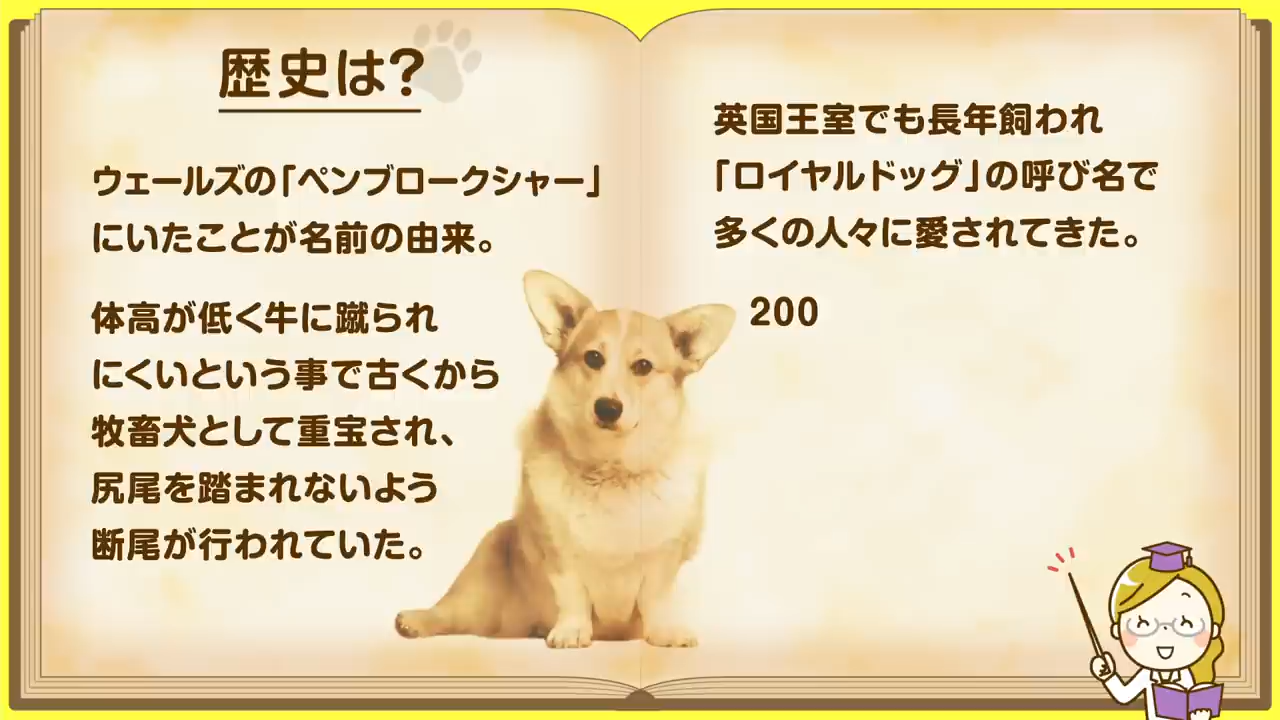 歴史は?
ウェールズの「ペンブロークシャー」
にいたことが名前の由来。
体高が低く牛に蹴られ
にくいという事で古くから
牧畜犬として重宝され、
尻尾を踏まれないよう
断尾が行われていた。
英国王室でも長年飼われ
「ロイヤルドッグ」の呼び名で
多くの人々に愛されてきた。
200